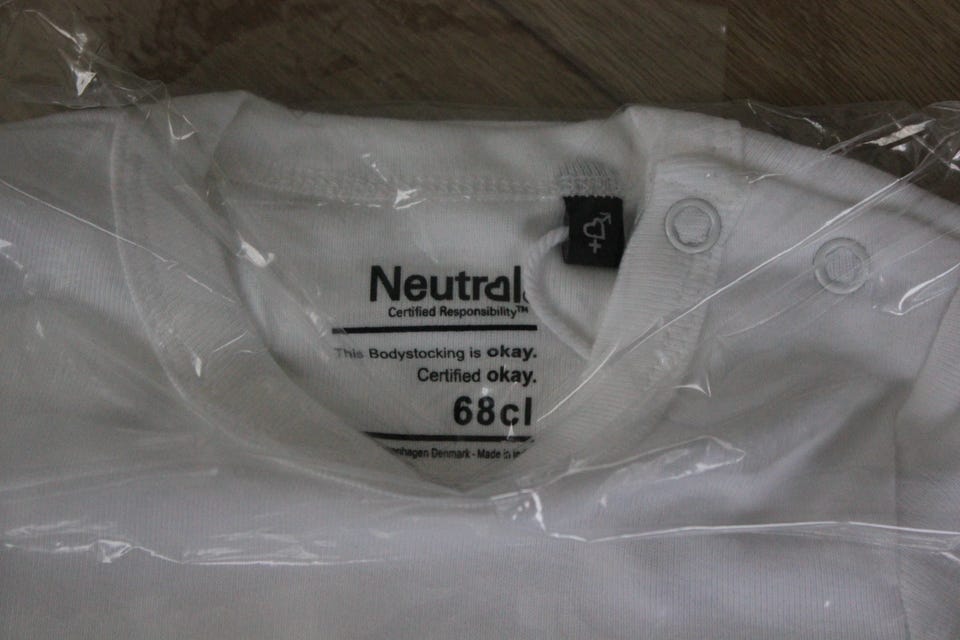 Neutral
Certified Responsibility™
This Bodystocking is okay.
Certified okay.
68cl
Denmark - Made in